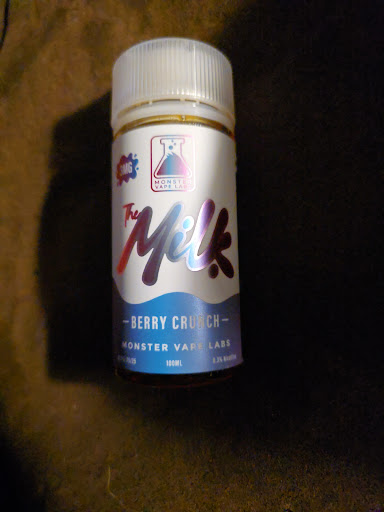 MONSTER
VAPE LABS
The
Milk
BERRY CRUNCH
MONSTER VAPE LABS
100ML